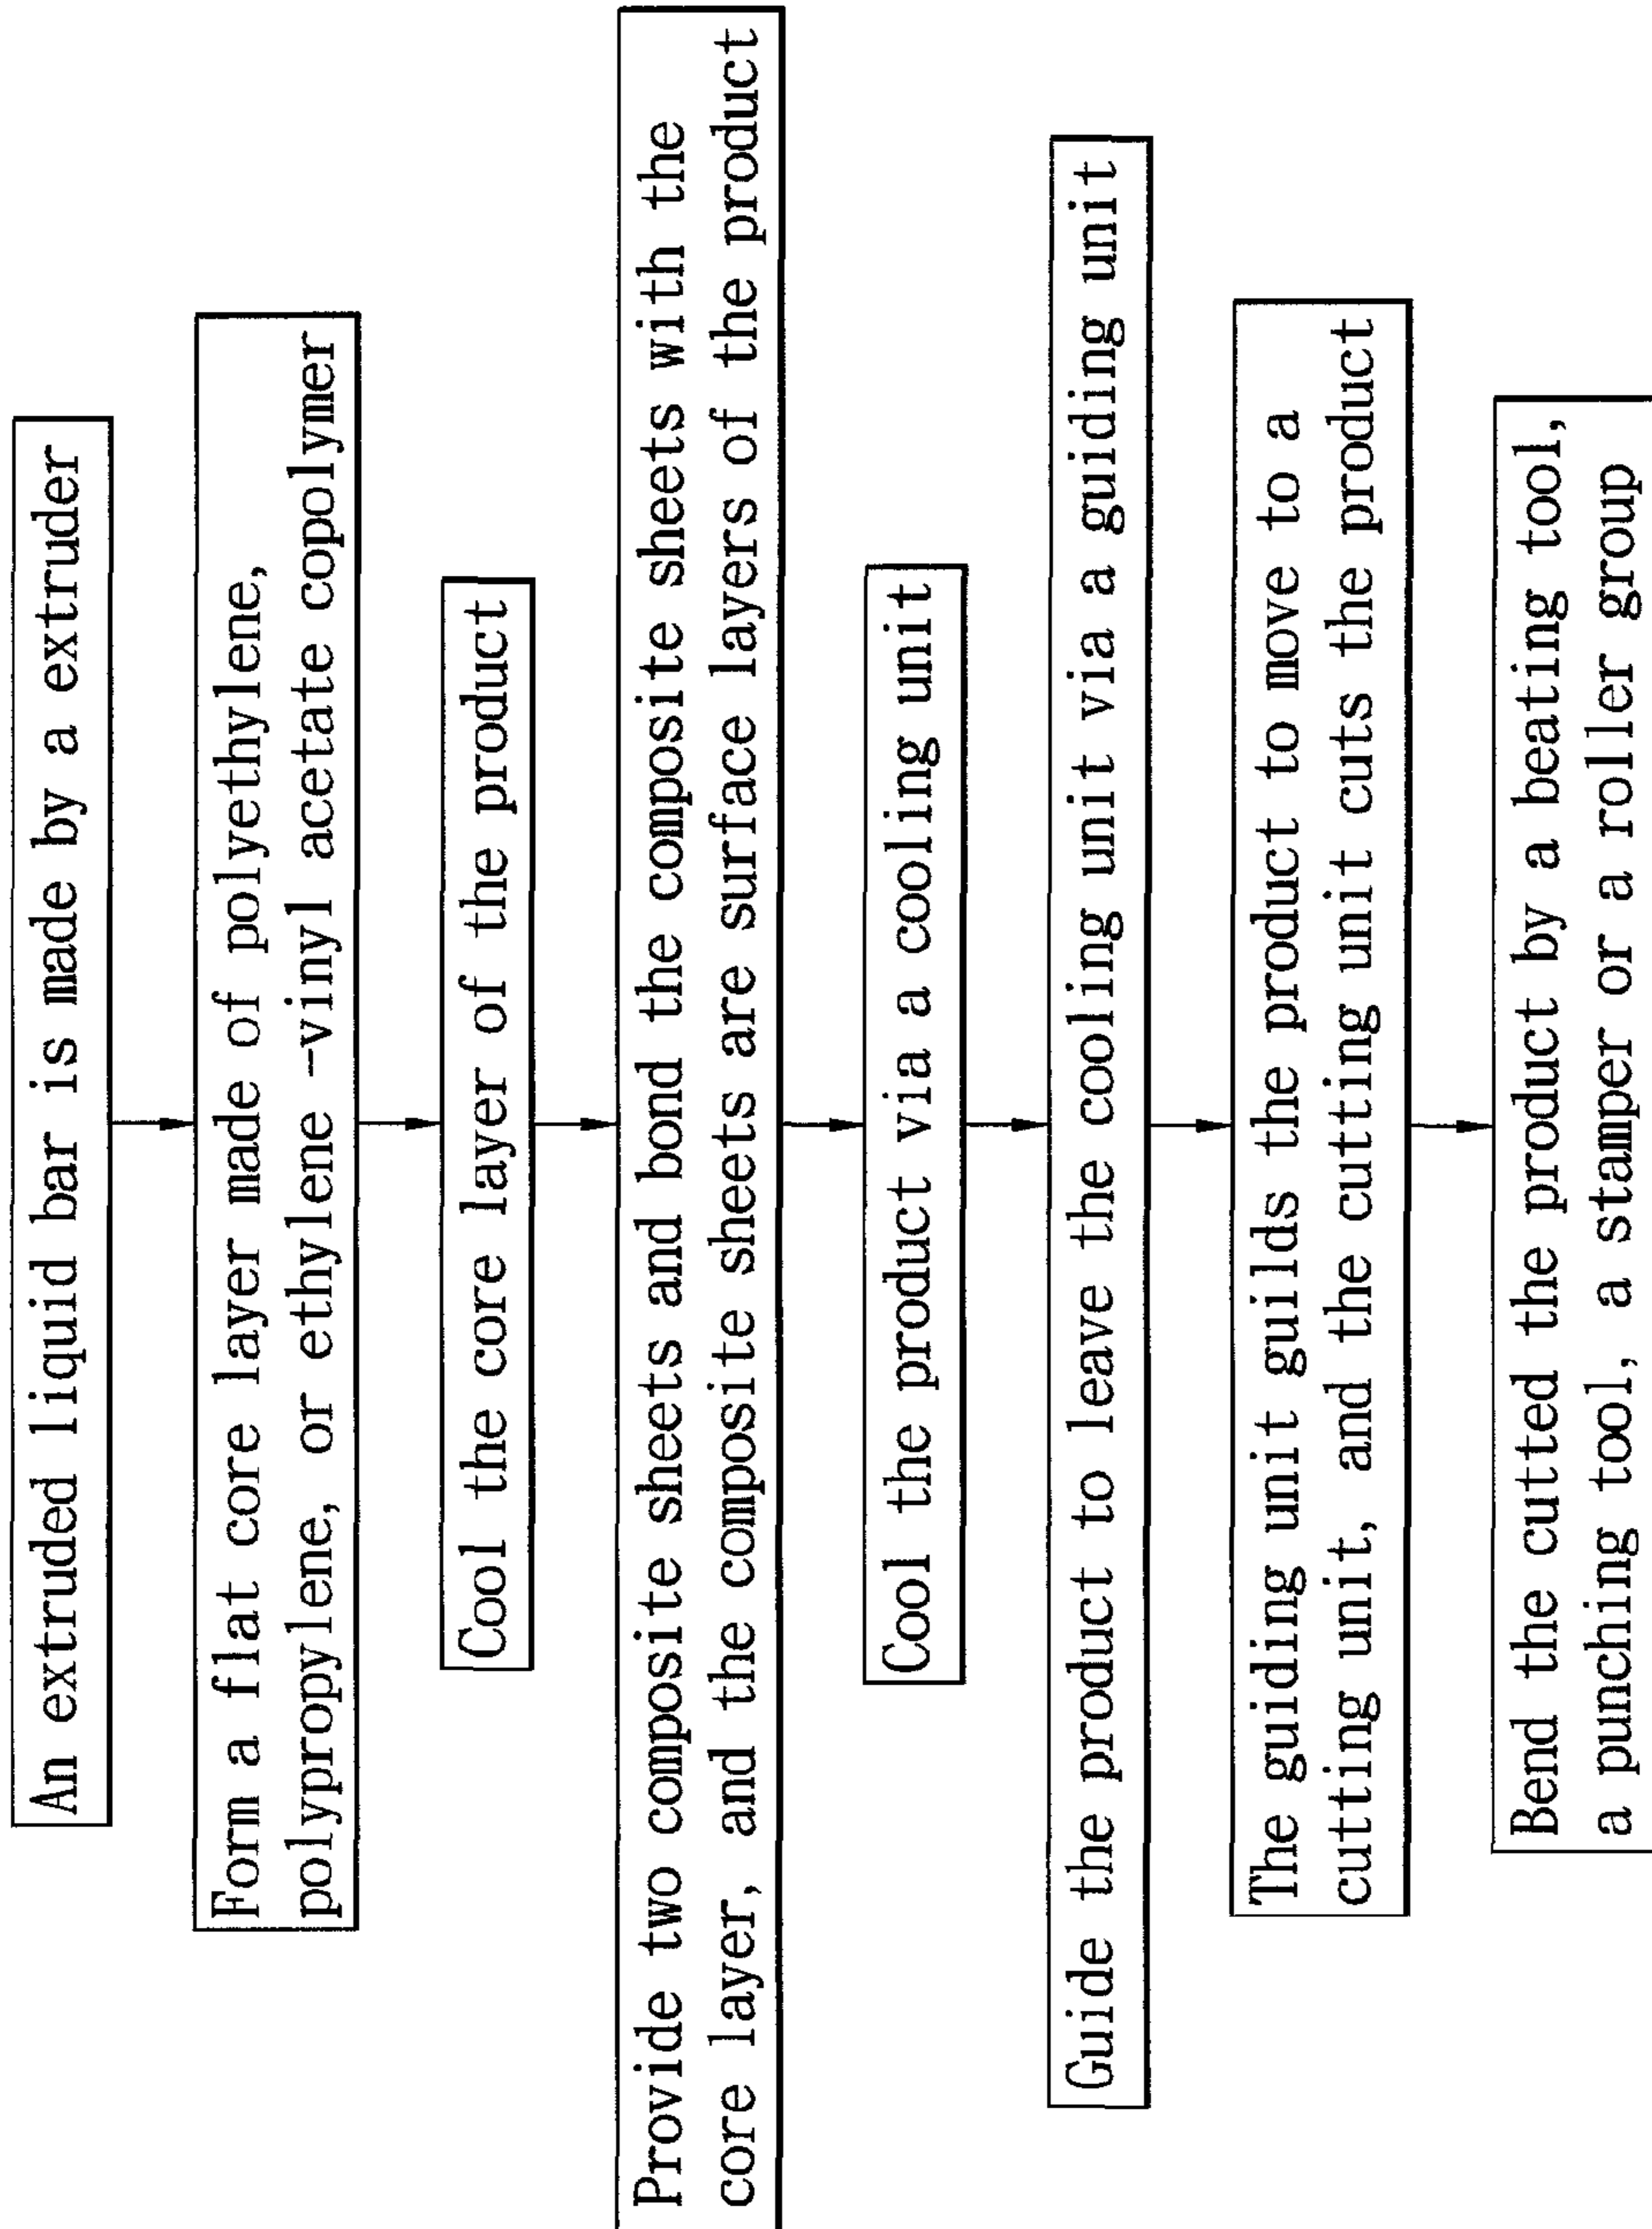 An extruded liquid bar is made by a extruder
Form a flat core layer made of polyethylene,
polypropylene, or ethylene -vinyl acetate copolymer
Cool the core layer of the product
Provide two composite sheets and bond the composite sheets with the
core layer, and the composite sheets are surface layers of the product
Cool the product via a cooling unit
Guide the product to leave the cooling unit via a guiding unit
The guiding unit guilds the product to move to a
cutting unit, and the cutting unit cuts the product
Bend the cutted the product by a beating tool,
a punching tool, a stamper or a roller group